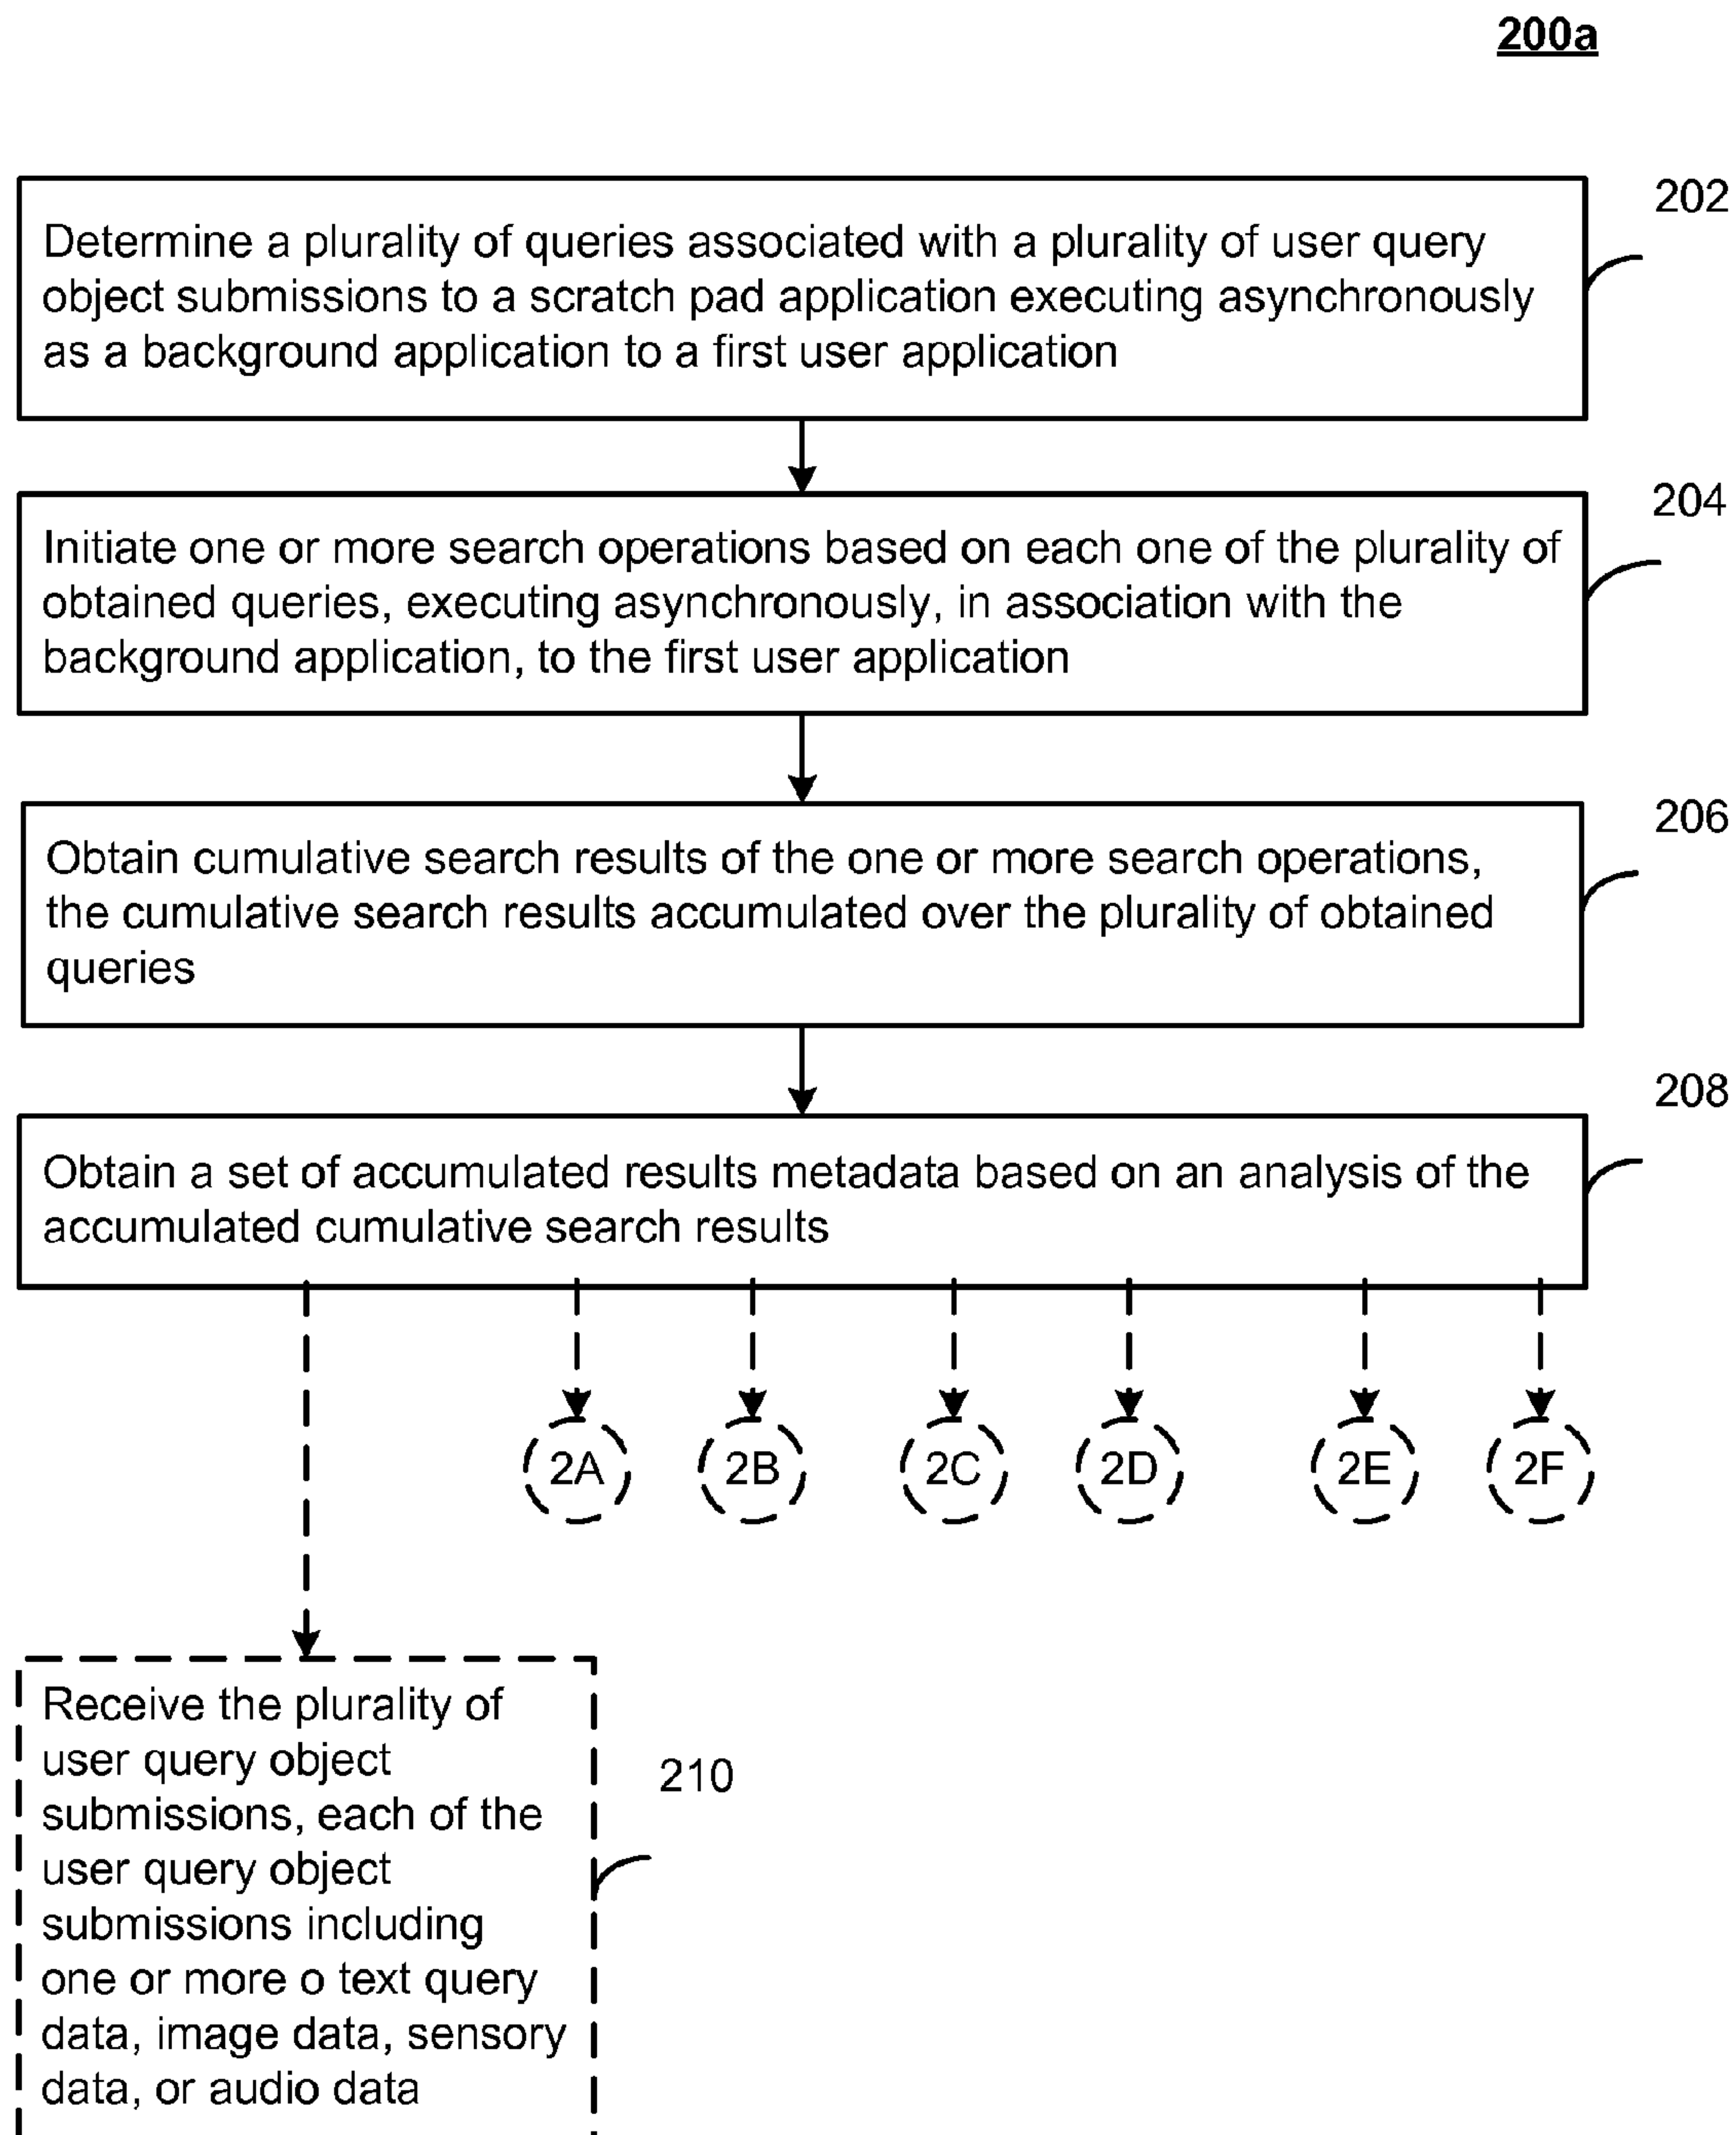 200a
202
Determine a plurality of queries associated with a plurality of user query
object submissions to a scratch pad application executing asynchronously
as a background application to a first user application
204
Initiate one or more search operations based on each one of the plurality of
obtained queries, executing asynchronously, in association with the
background application, to the first user application
206
Obtain cumulative search results of the one or more search operations,
the cumulative search results accumulated over the plurality of obtained
queries
208
Obtain a set of accumulated results metadata based on an analysis of the
accumulated cumulative search results
2A 2B 2C 2D 2E 2F
Receive the plurality of
user query object
submissions, each of the
user query object
submissions including
one or more o text query
data, image data, sensory
data, or audio data
210